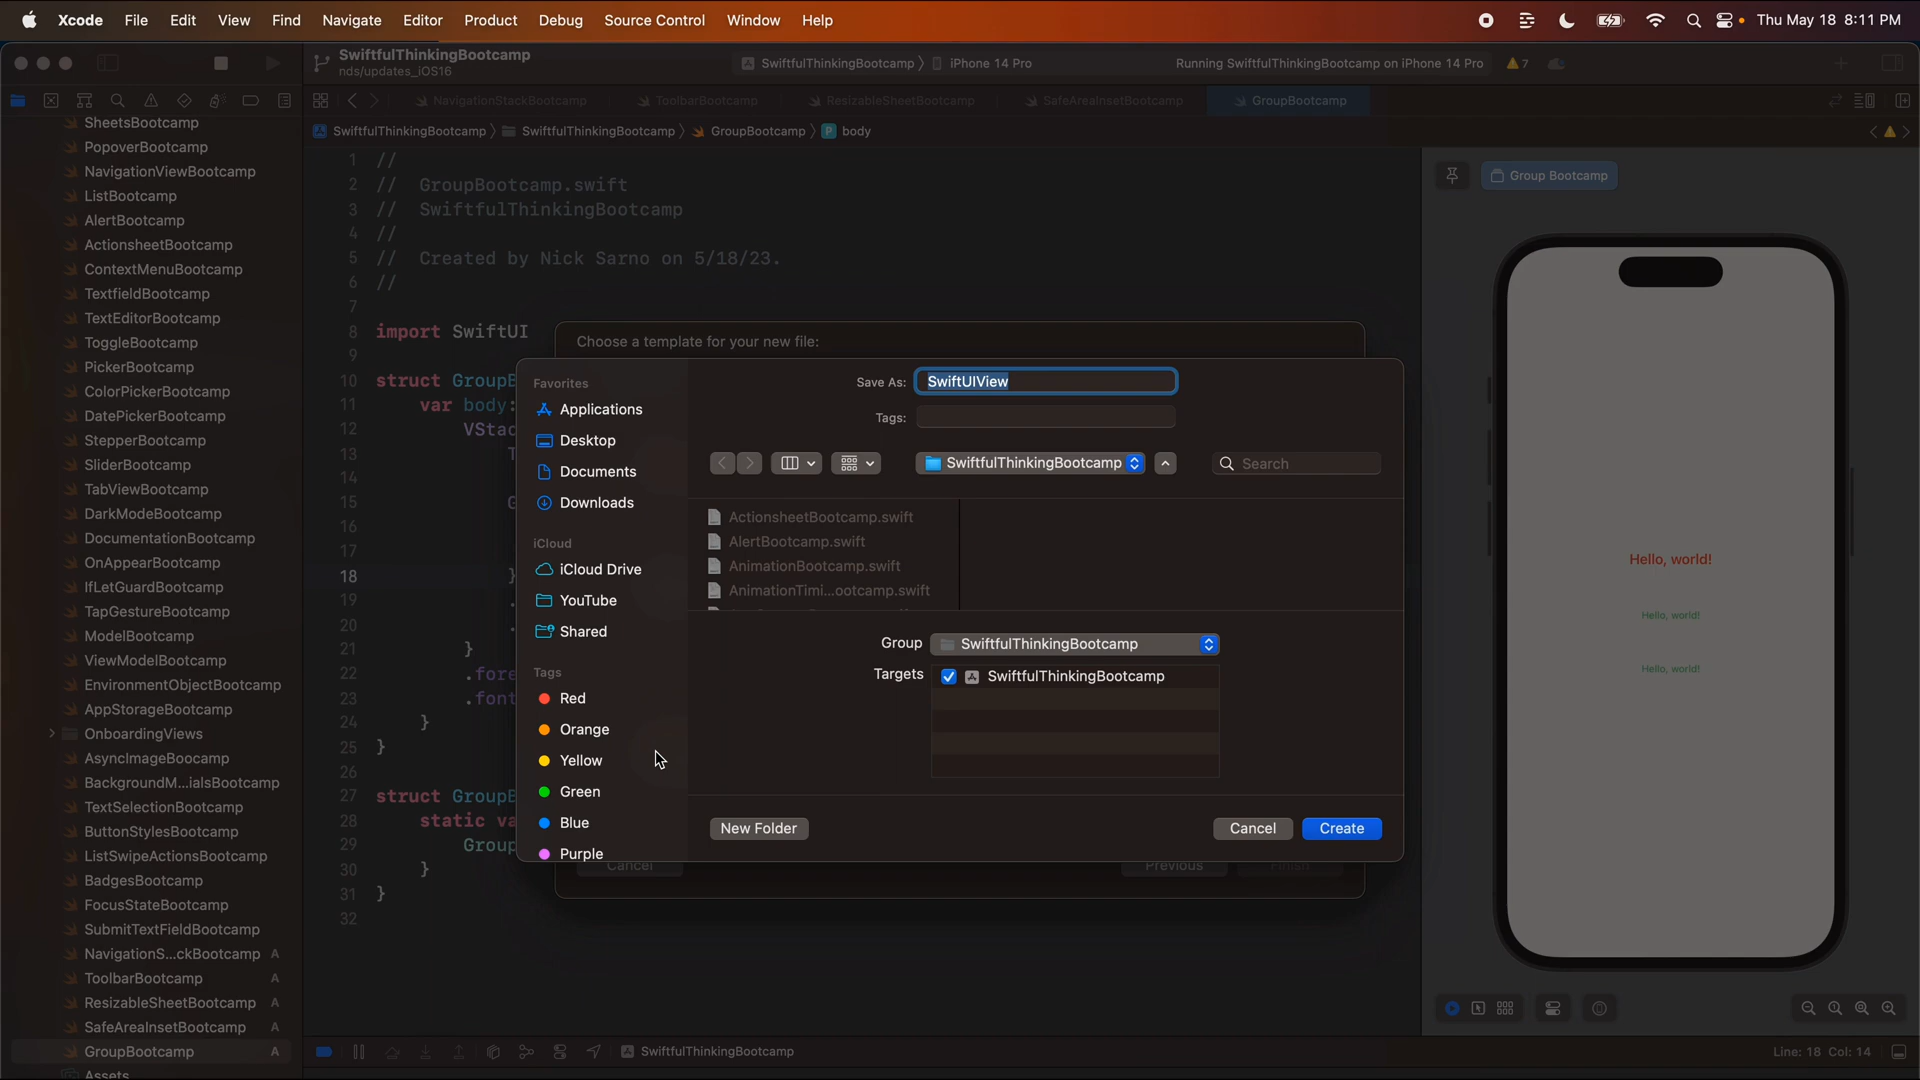 Xcode File Edit View Find Navigate Editor Product Debug Source Control Window Help Thu May 18 8:11 PM
SwiftfulThinkingBootcamp
nds/updates_iOS16
SwiftfulThinkingBootcamp iPhone 14 Pro Running SwiftfulThinkingBootcamp on iPhone 14 Pro 7
NavigationStackBootcamp ToolbarBootcamp ResizableSheetBootcamp SafeAreaInsetBootcamp GroupBootcamp
SwiftfulThinkingBootcamp SwiftfulThinkingBootcamp GroupBootcamp P body
SheetsBootcamp
PopoverBootcamp
NavigationViewBootcamp
ListBootcamp
AlertBootcamp
ActionsheetBootcamp
ContextMenuBootcamp
TextfieldBootcamp
TextEditorBootcamp
ToggleBootcamp
PickerBootcamp
ColorPickerBootcamp
DatePickerBootcamp
StepperBootcamp
SliderBootcamp
TabViewBootcamp
DarkModeBootcamp
DocumentationBootcamp
OnAppearBootcamp
IfLetGuardBootcamp
TapGestureBootcamp
ModelBootcamp
ViewModelBootcamp
EnvironmentObjectBootcamp
AppStorageBootcamp
OnboardingViews
AsyncImageBoocamp
BackgroundM...ialsBootcamp
TextSelectionBootcamp
ButtonStylesBootcamp
ListSwipeActionsBootcamp
BadgesBootcamp
FocusStateBootcamp
SubmitTextFieldBootcamp
NavigationS...ckBootcamp A
ToolbarBootcamp A
ResizableSheetBootcamp A
SafeAreaInsetBootcamp A
GroupBootcamp A
Assets
1 //
2 // GroupBootcamp.swift
3 // SwiftfulThinkingBootcamp
4 //
5 // Created by Nick Sarno on 5/18/23.
6 //
7
8 import SwiftUI
9
10 struct GroupB
11 var body:
12 VStac
13 T
14
15 G
16
17
18 }
19 .
20 .
21 }
22 .fore
23 .font
24 }
25 }
26
27 struct GroupB
28 static va
29 Group
30 }
31 }
32
Choose a template for your new file:
Favorites
Applications
Desktop
Documents
Downloads
iCloud
iCloud Drive
YouTube
Shared
Tags
Red
Orange
Yellow
Green
Blue
Purple
Save As: SwiftUIView
Tags:
SwiftfulThinkingBootcamp Search
ActionsheetBootcamp.swift
AlertBootcamp.swift
AnimationBootcamp.swift
AnimationTimi...ootcamp.swift
Group SwiftfulThinkingBootcamp
Targets SwiftfulThinkingBootcamp
New Folder Cancel Create
Cancel Previous Finish
Group Bootcamp
Hello, world!
Hello, world!
Hello, world!
SwiftfulThinkingBootcamp Line: 18 Col: 14